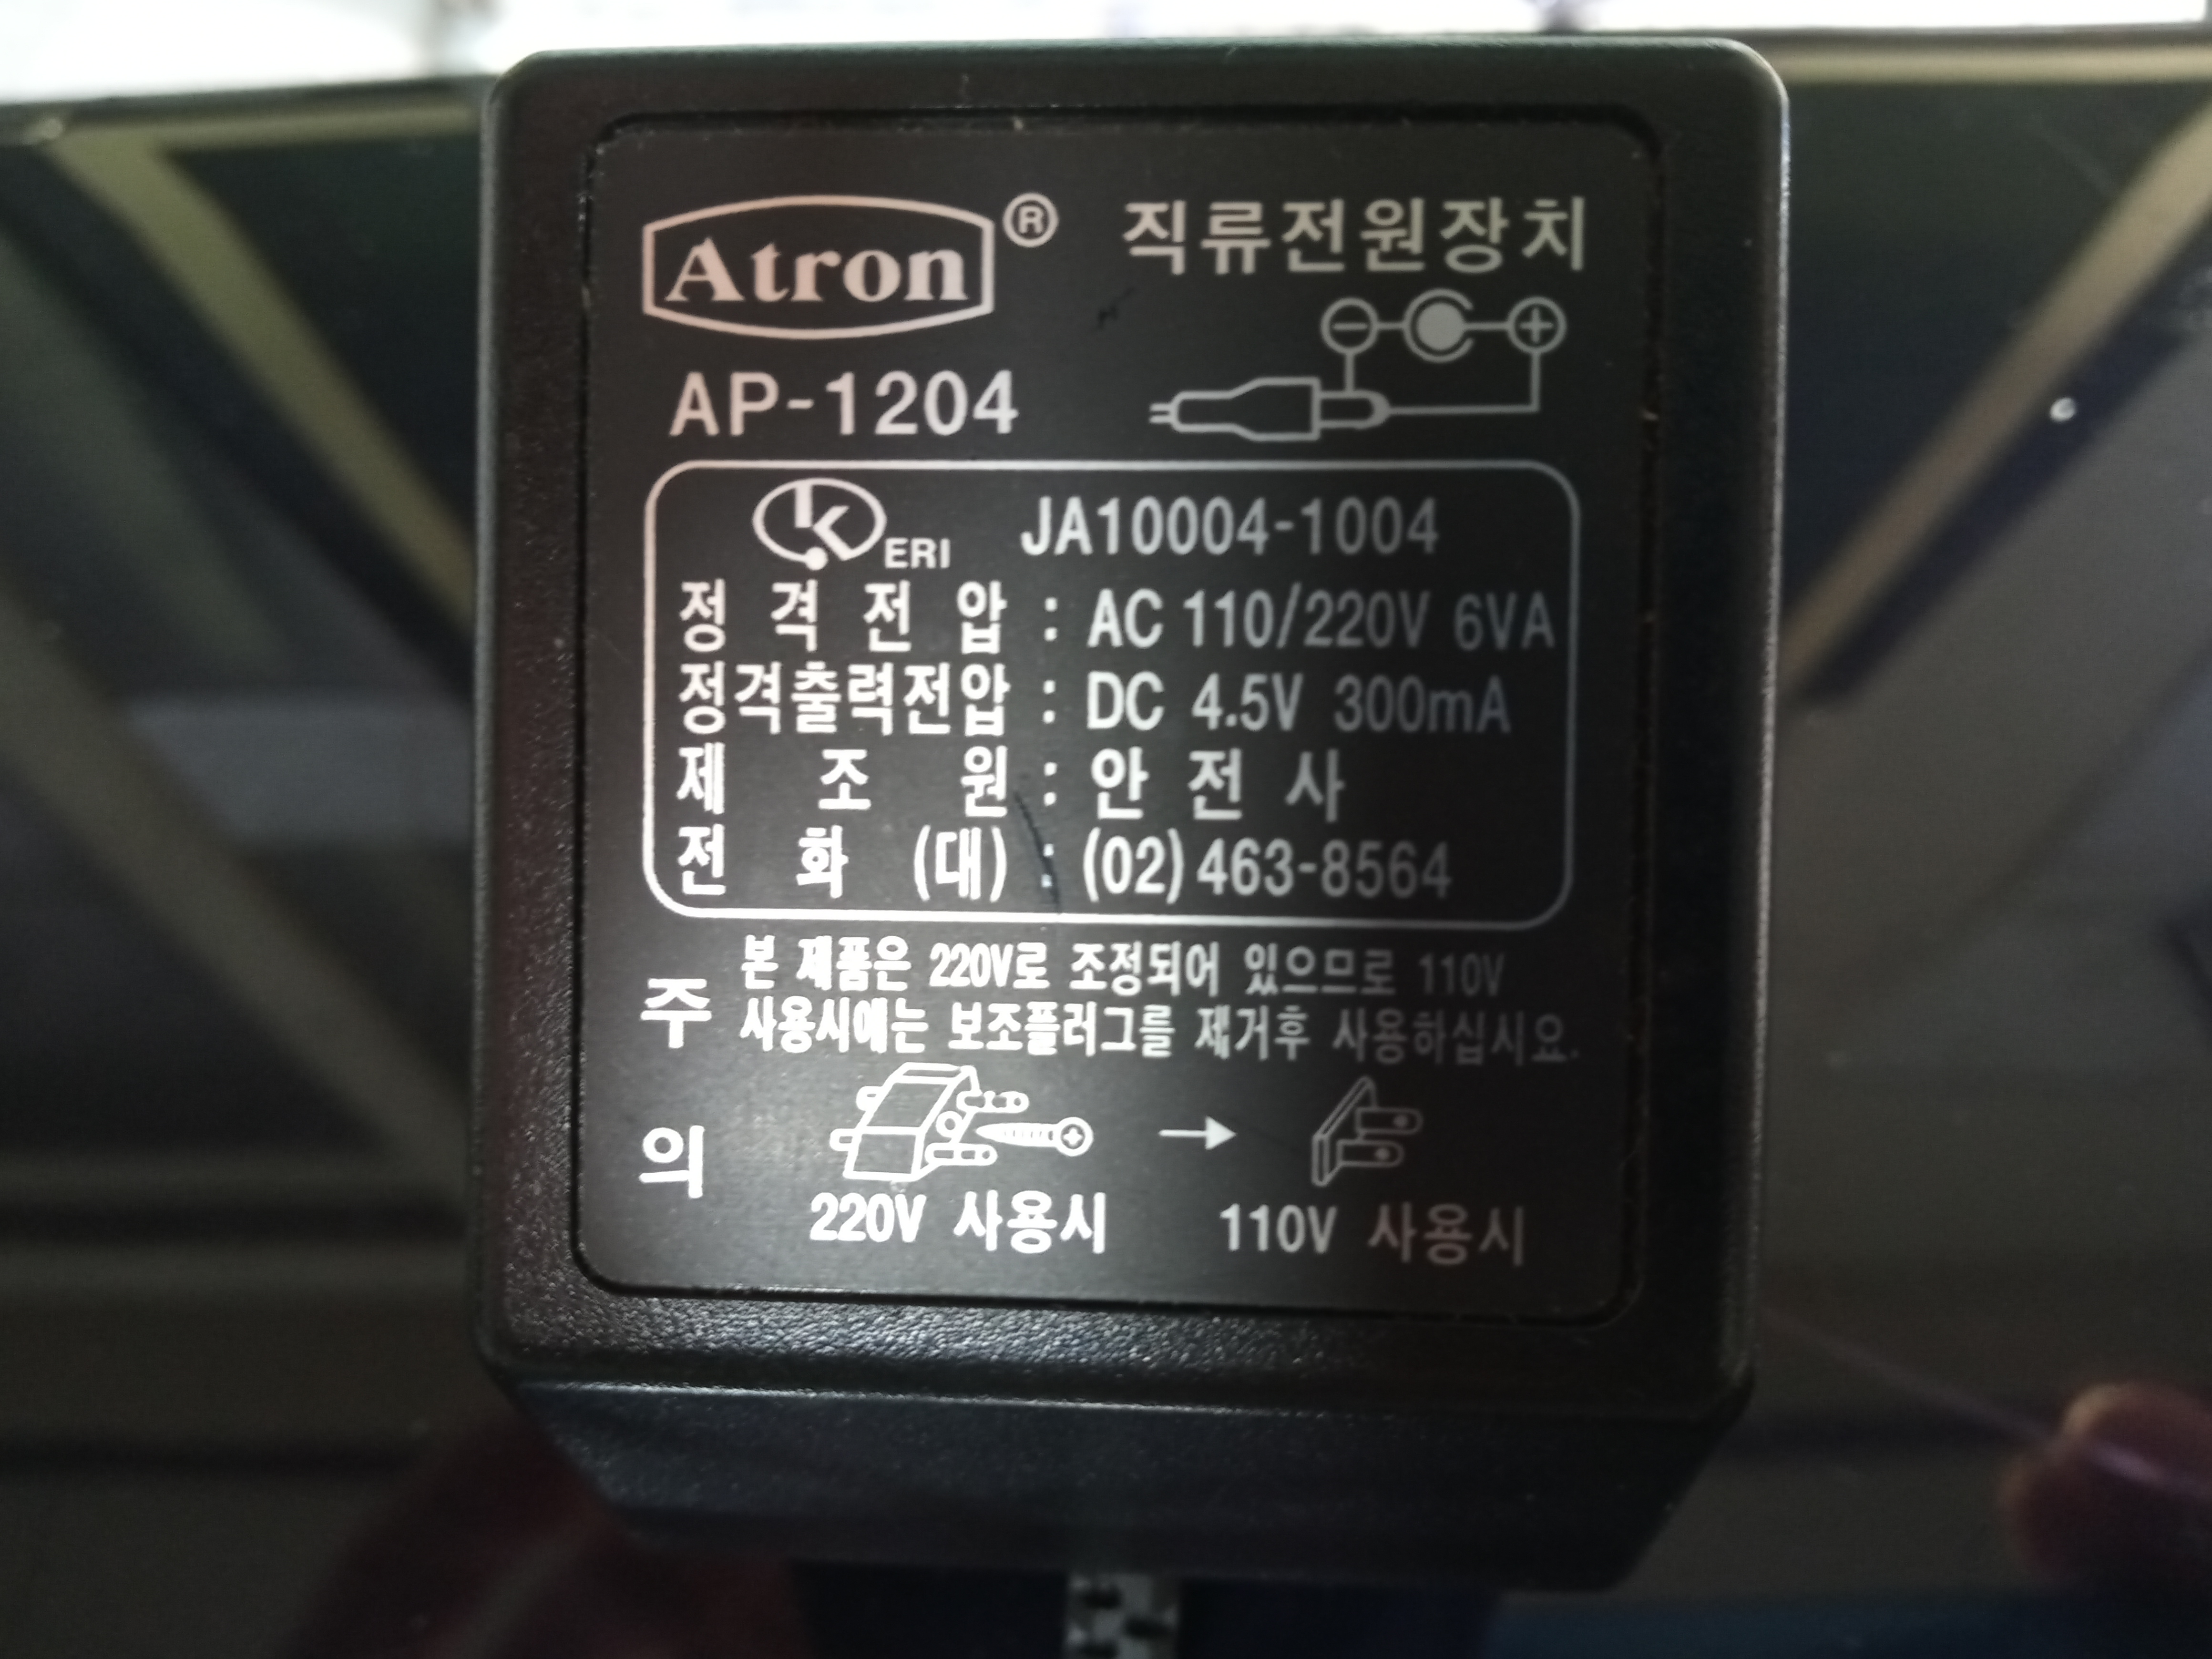 Atron® 직류전원장치
AP-1204
ERI JA10004-1004
정격전압 : AC 110/220V 6VA
정격출력전압 : DC 4.5V 300mA
제조원 : 안전사
전화(대) : (02)463-8564
주의
본 제품은 220V로 조정되어 있으므로 110V
사용시에는 보조플러그를 제거후 사용하십시요.
220V 사용시 → 110V 사용시